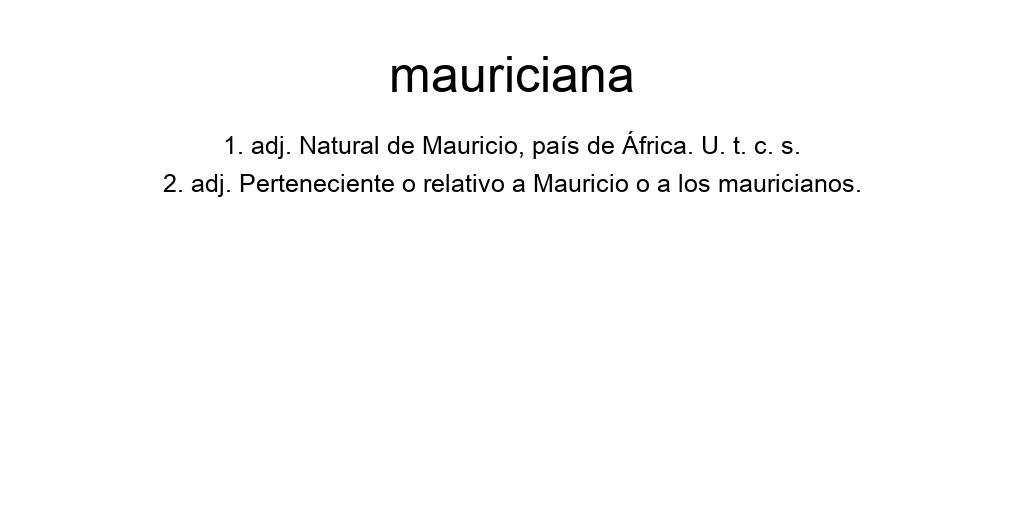 mauriciana
1. adj. Natural de Mauricio, país de África. U. t. c. s.
2. adj. Perteneciente o relativo a Mauricio o a los mauricianos.